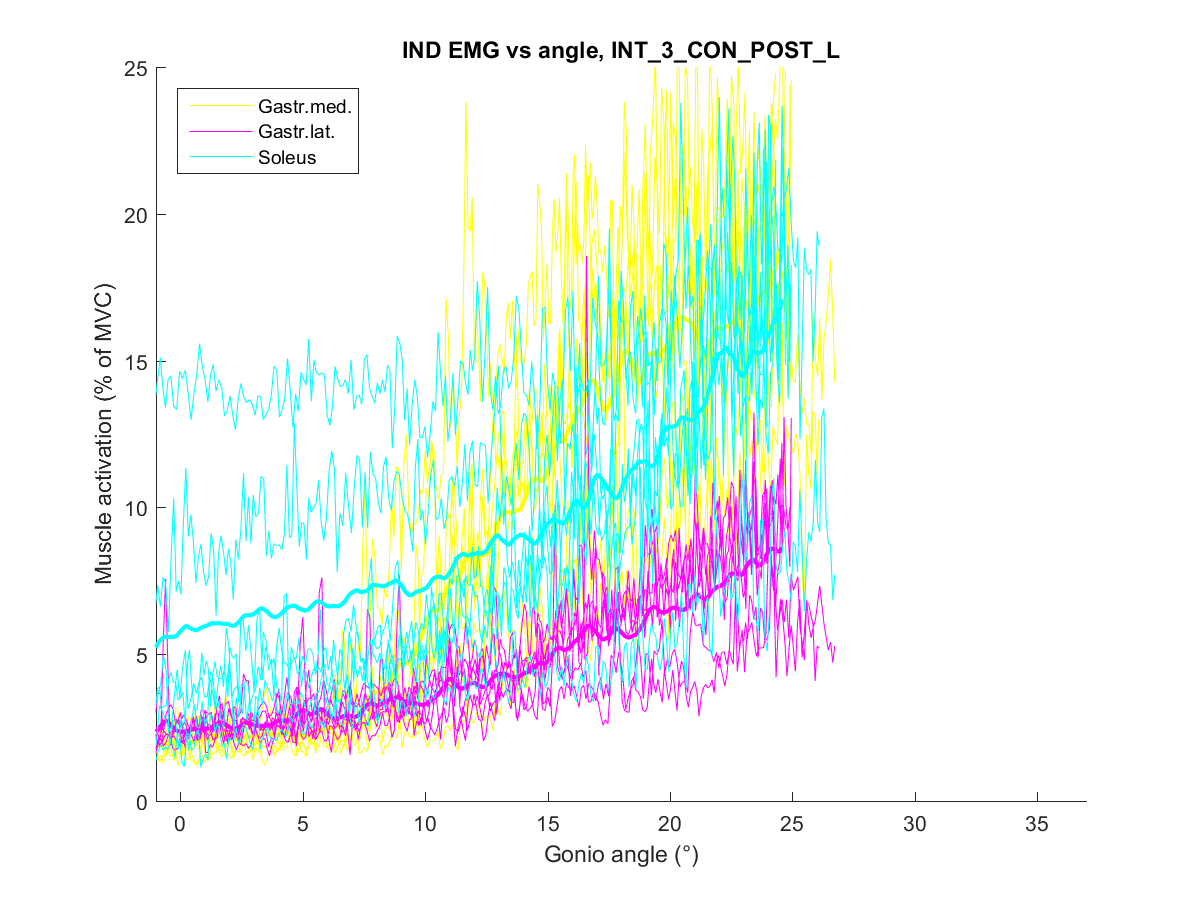 IND EMG vs angle, INT_3_CON_POST_L
25
20
15
10
5
0
Muscle activation (% of MVC)
Gastr.med.
Gastr.lat.
Soleus
0 5 10 15 20 25 30 35
Gonio angle (°)